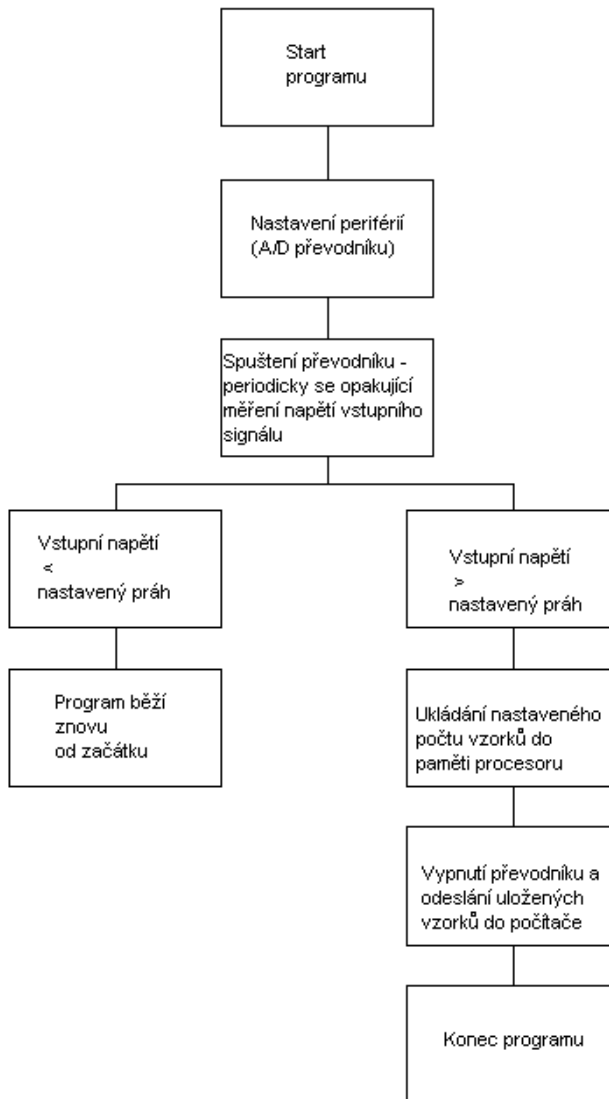 Start
programu
Nastavení periférií
(A/D převodníku)
Spuštení převodníku -
periodicky se opakující
měření napětí vstupního
signálu
Vstupní napětí
<
nastavený práh
Vstupní napětí
>
nastavený práh
Program běží
znovu
od začátku
Ukládání nastaveného
počtu vzorků do
paměti procesoru
Vypnutí převodníku a
odeslání uložených
vzorků do počítače
Konec programu